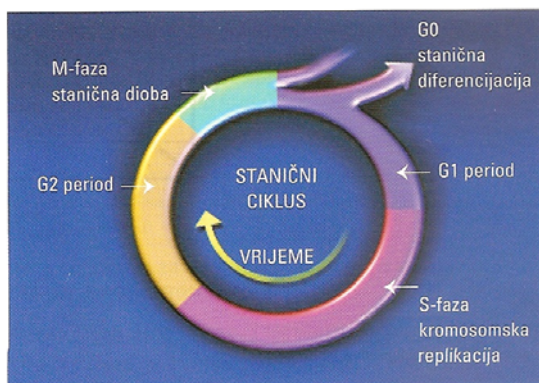 G0
stanična
diferencijacija
M-faza
stanična dioba
G2 period
STANIČNI
CIKLUS
G1 period
VRIJEME
S-faza
kromosomska
replikacija